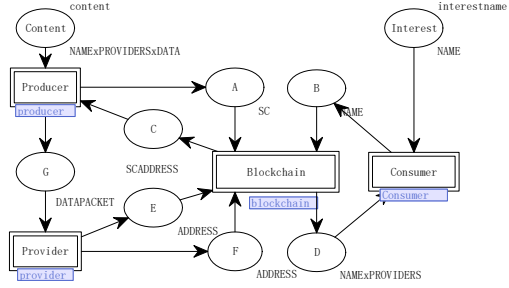 content
interestname
Content
Interest
NAMExPROVIDERSxDATA
NAME
Producer
A
B
producer
SC
NAME
C
SCADDRESS
Blockchain
Consumer
G
Consumer
DATAPACKET
E
blockchain
ADDRESS
Provider
F
D
provider
ADDRESS
NAMExPROVIDERS